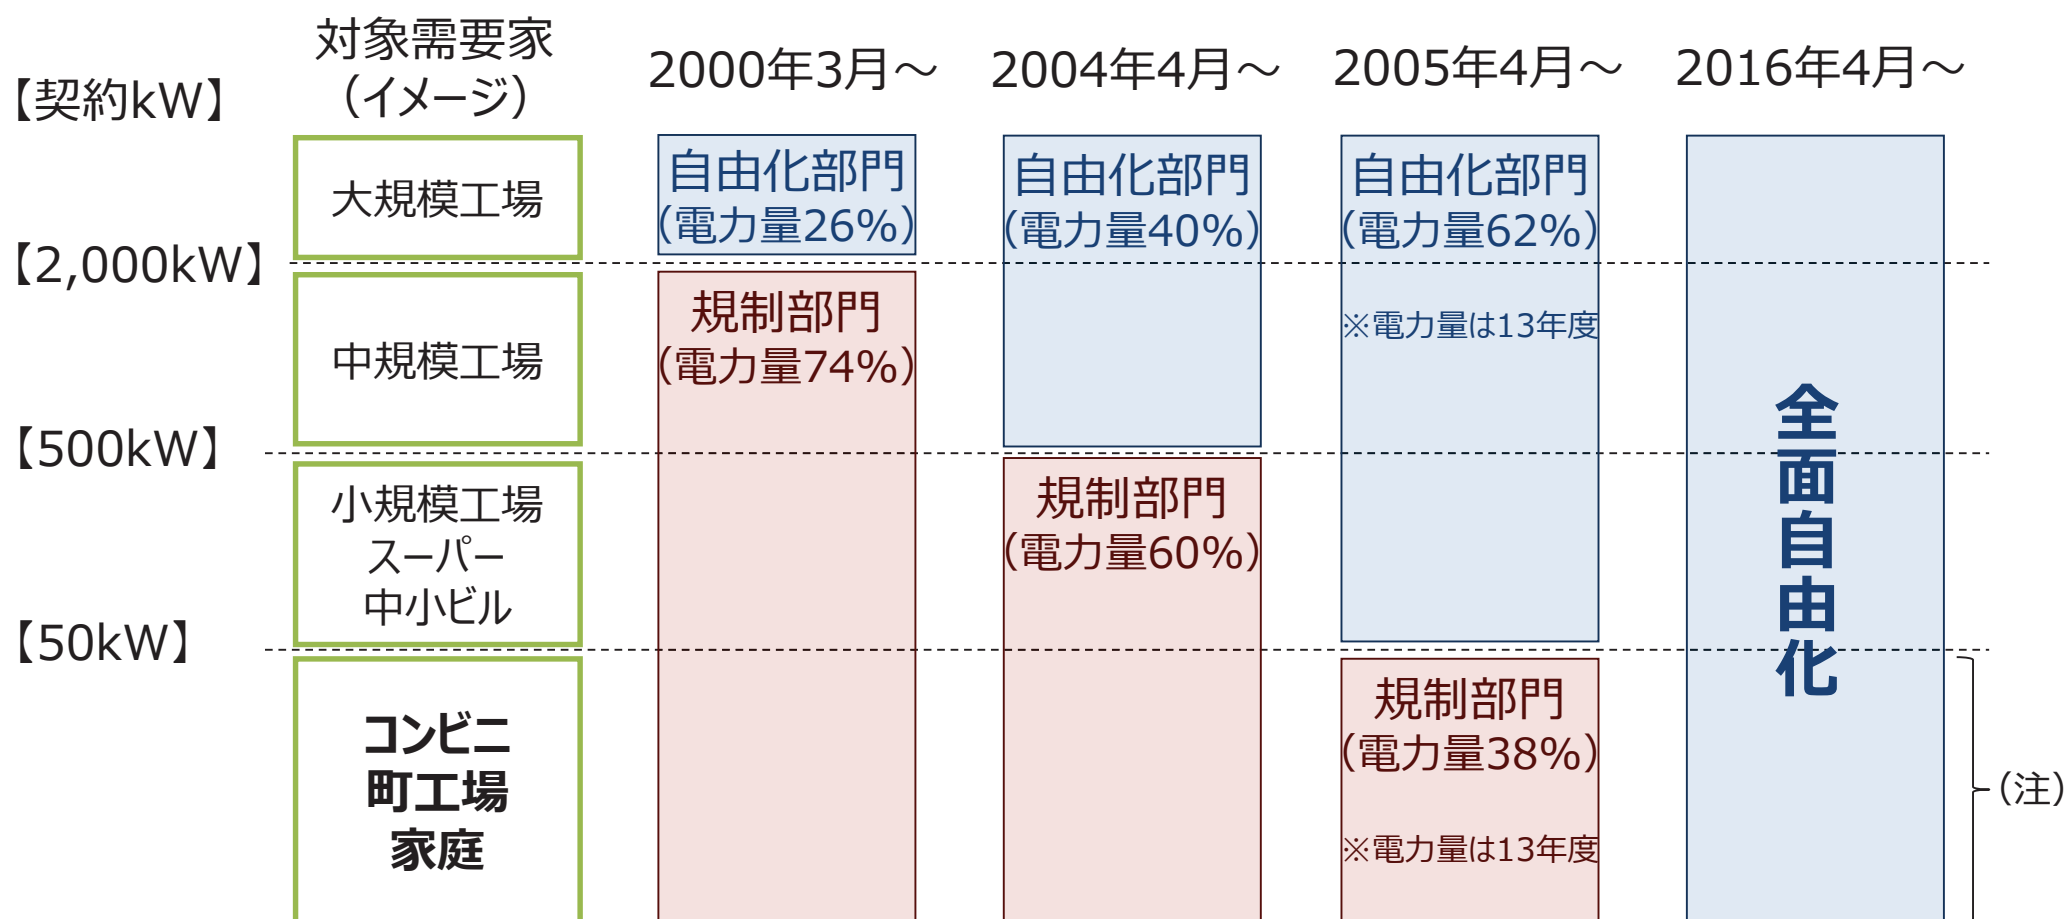 【契約kW】
対象需要家
（イメージ）
2000年3月～
2004年4月～
2005年4月～
2016年4月～
大規模工場
自由化部門
（電力量26%）
自由化部門
（電力量40%）
自由化部門
（電力量62%）
【2,000kW】
中規模工場
規制部門
（電力量74%）
※電力量は13年度
全面自由化
【500kW】
小規模工場
スーパー
中小ビル
規制部門
（電力量60%）
【50kW】
コンビニ
町工場
家庭
規制部門
（電力量38%）
※電力量は13年度
（注）